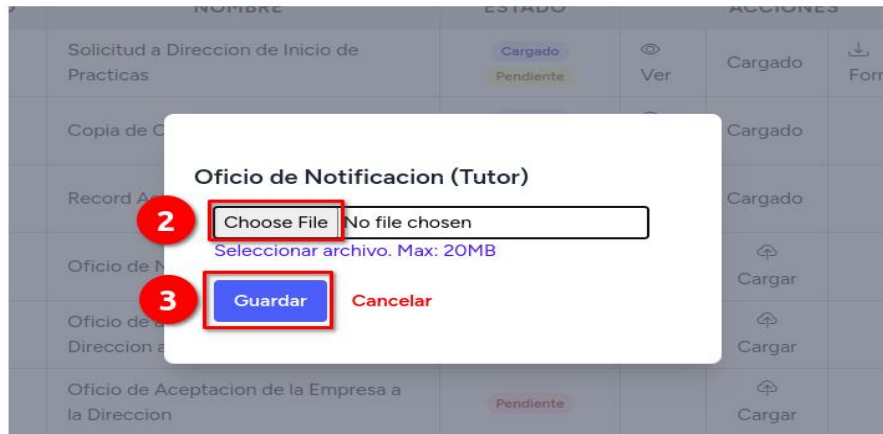 NOMBRE ESTADO ACCIONES
Solicitud a Direccion de Inicio de Cargado
Practicas Pendiente Ver Cargado
Copia de Cargado
Oficio de Notificacion (Tutor)
Record Cargado
2 Choose File No file chosen
Seleccionar archivo. Max: 20MB
Oficio de Cargar
3 Guardar Cancelar
Oficio de
Direccion Cargar
Oficio de Aceptacion de la Empresa a
la Direccion Pendiente Cargar